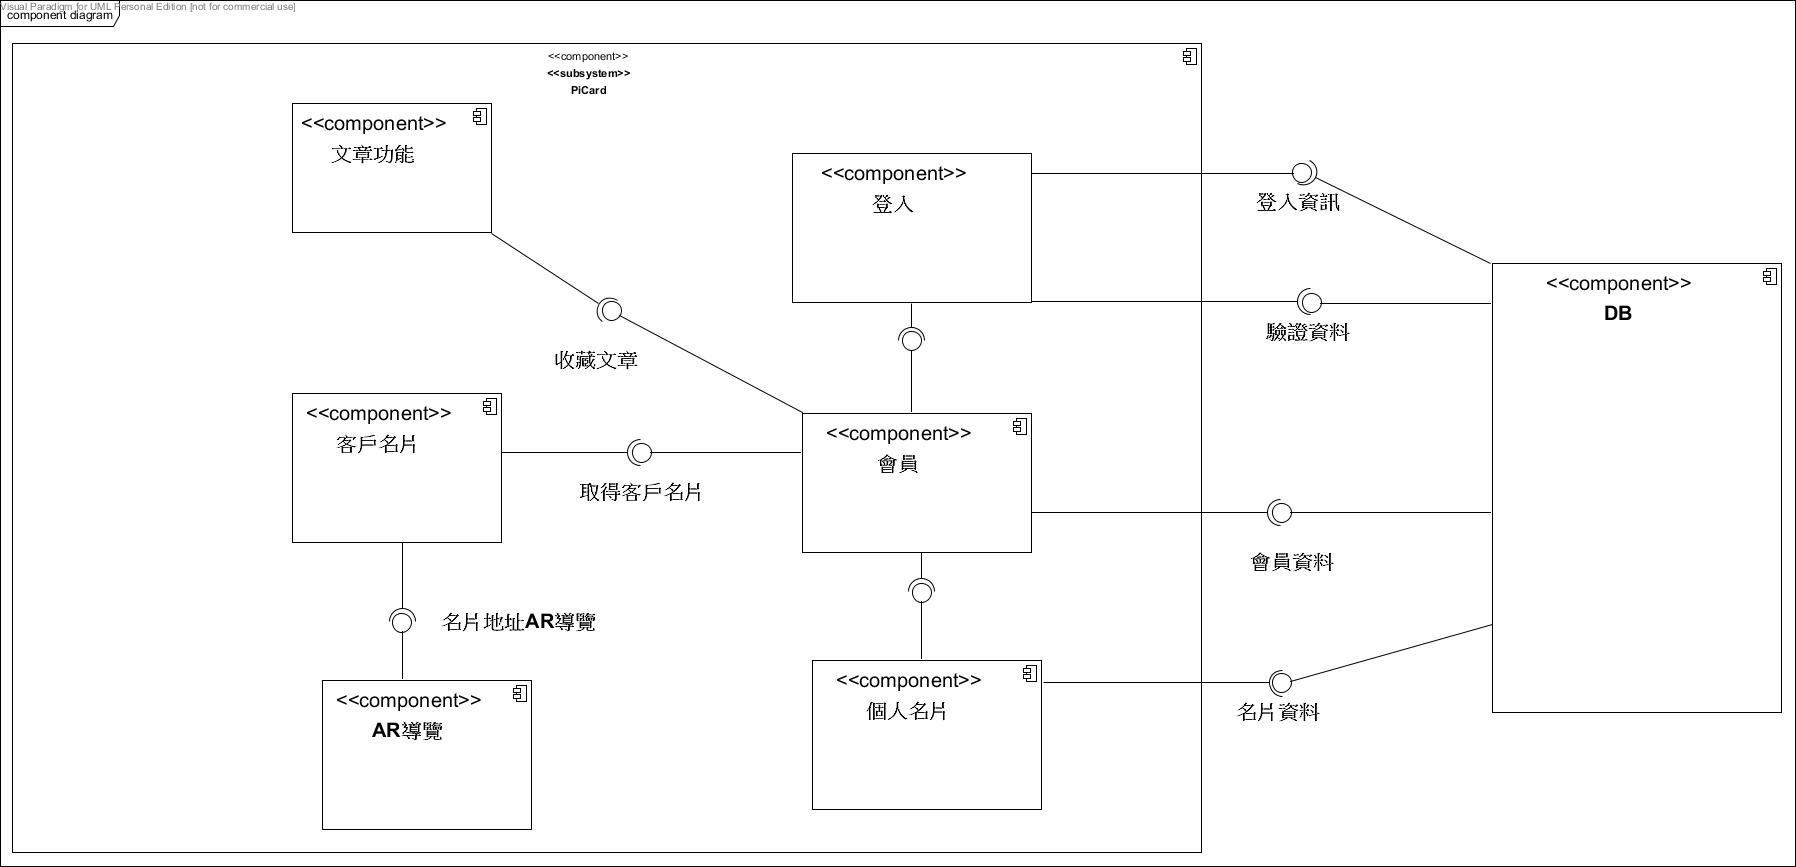 Visual Paradigm for UML Personal Edition [not for commercial use]
component diagram
<<component>>
<<subsystem>>
PiCard
<<component>>
文章功能
<<component>>
登入
登入資訊
<<component>>
DB
驗證資料
收藏文章
<<component>>
客戶名片
<<component>>
會員
取得客戶名片
會員資料
名片地址AR導覽
<<component>>
AR導覽
<<component>>
個人名片
名片資料